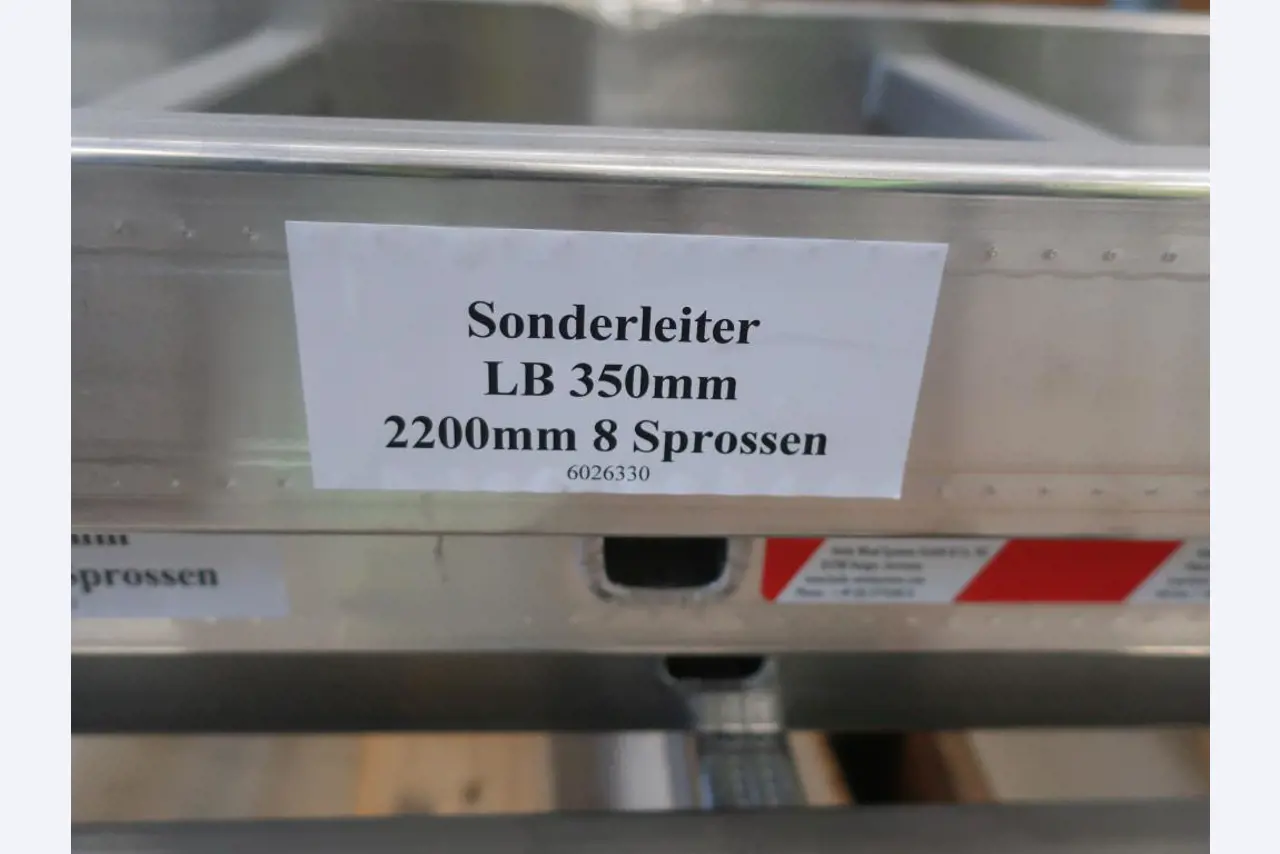 Sonderleiter
LB 350mm
2200mm 8 Sprossen
6026330
Sprossen